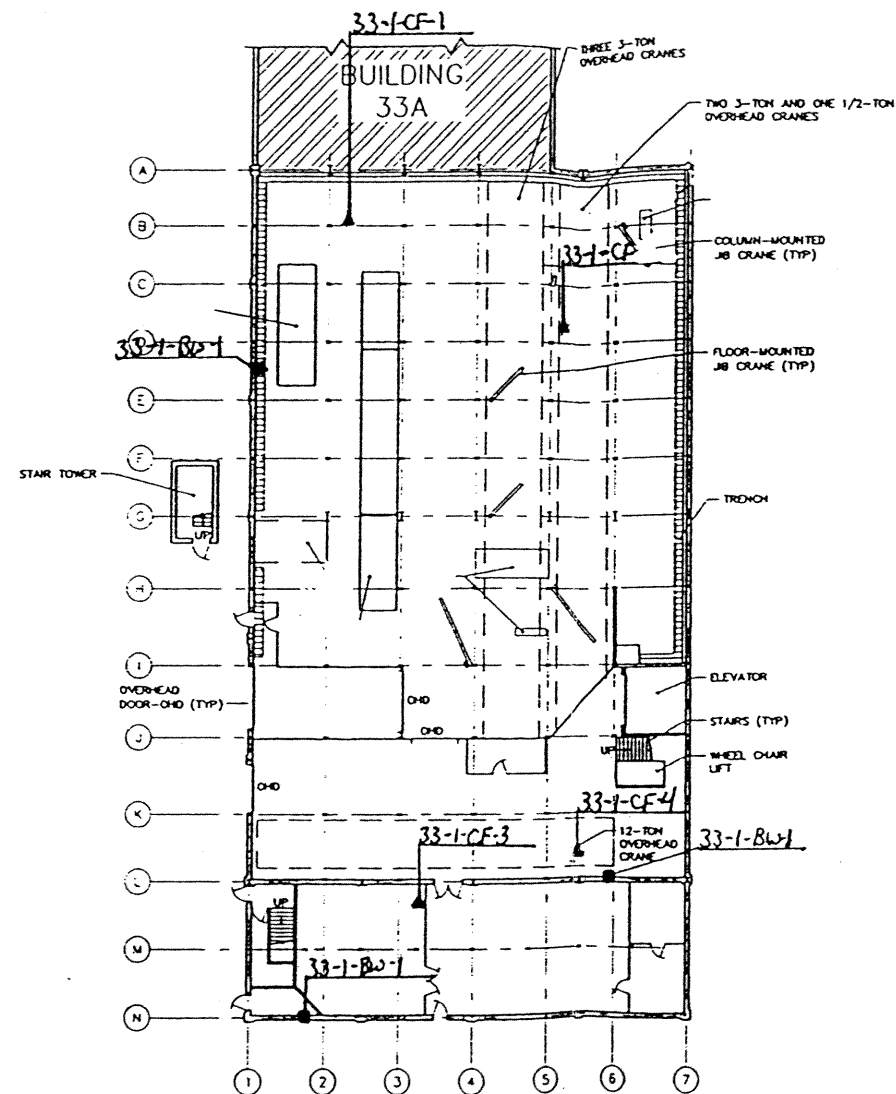 33-1-CF-1
THREE 3-TON
OVERHEAD CRANES
BUILDING
33A
TWO 3-TON AND ONE 1/2-TON
OVERHEAD CRANES
A
B
COLUMN-MOUNTED
JIB CRANE (TYP)
33-1-CF
C
33-1-BW-1
FLOOR-MOUNTED
JIB CRANE (TYP)
E
F
STAIR TOWER
UP
G
TRENCH
H
I
ELEVATOR
OVERHEAD
DOOR-OHD (TYP)
OHD
OHD
STAIRS (TYP)
J
UP
WHEEL CHAIR
LIFT
OHD
33-1-CF-4
K
33-1-CF-3
12-TON
OVERHEAD
CRANE
33-1-BW-1
L
UP
M
33-1-BW-1
N
1
2
3
4
5
6
7